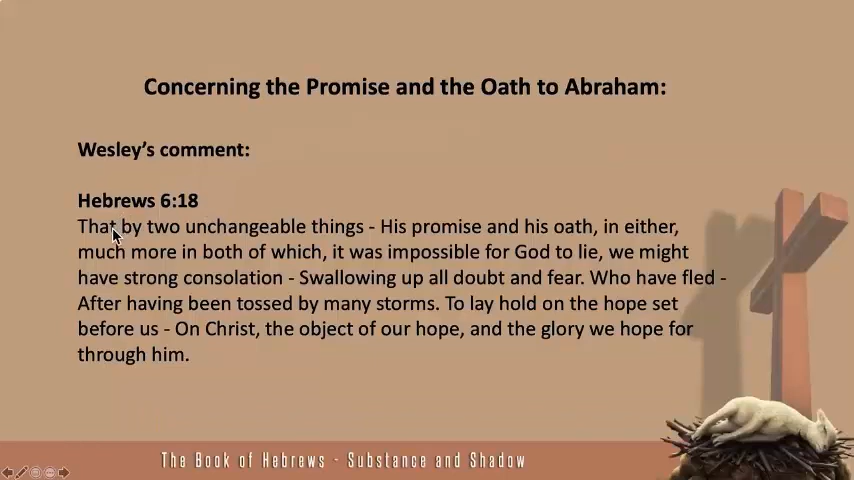 Concerning the Promise and the Oath to Abraham:
Wesley’s comment:
Hebrews 6:18
That by two unchangeable things - His promise and his oath, in either,
much more in both of which, it was impossible for God to lie, we might
have strong consolation - Swallowing up all doubt and fear. Who have fled -
After having been tossed by many storms. To lay hold on the hope set
before us - On Christ, the object of our hope, and the glory we hope for
through him.
The Book of Hebrews - Substance and Shadow